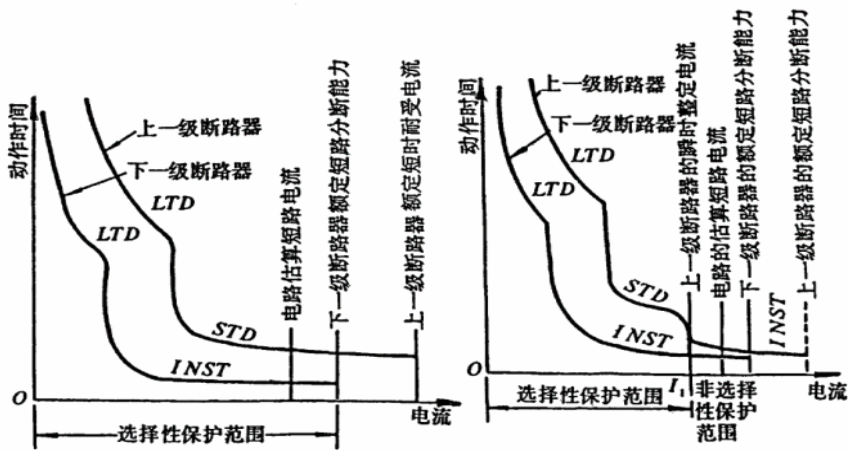 动作时间
上一级断路器
下一级断路器
LTD
LTD
STD
INST
电路估算短路电流
下一级断路器额定短路分断能力
上一级断路器额定短时耐受电流
O
电流
选择性保护范围
动作时间
上一级断路器
下一级断路器
LTD
LTD
STD
INST
INST
上一级断路器的瞬时整定电流
电路的估算短路电流
下一级断路器的额定短路分断能力
上一级断路器的额定短路分断能力
O
I₁
电流
选择性保护范围
非选择
性保护
范围